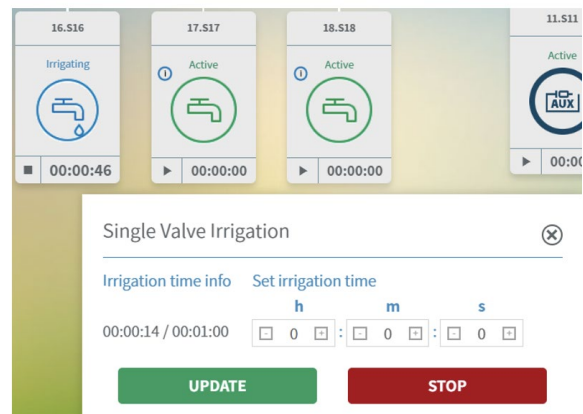 16.S16
17.S17
18.S18
11.S11
Irrigating
Active
Active
Active
AUX
00:00:46
00:00:00
00:00:00
Single Valve Irrigation
Irrigation time info
Set irrigation time
h m s
00:00:14 / 00:01:00
- 0 + : - 0 + : - 0 +
UPDATE
STOP